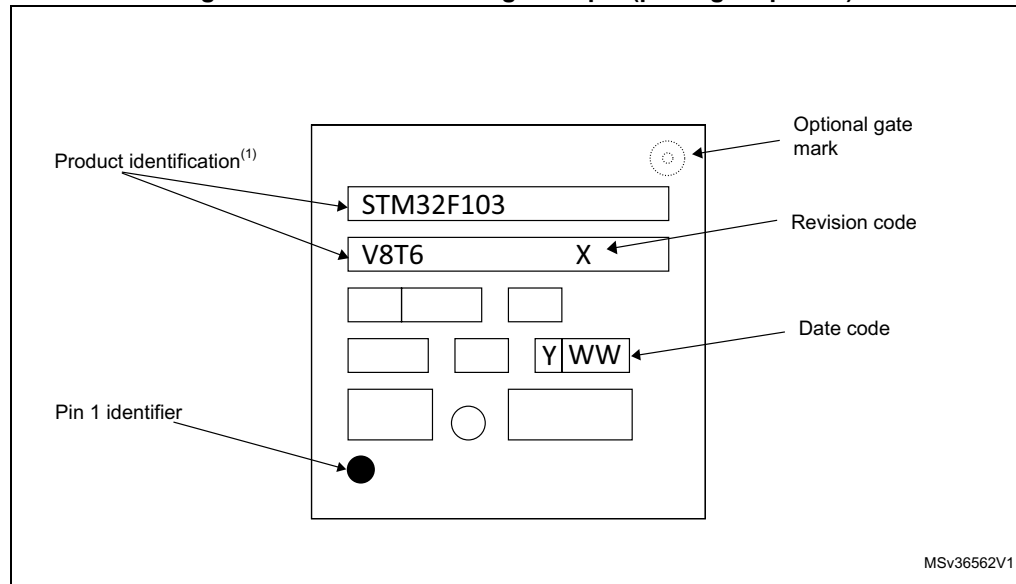 Optional gate
mark
Product identification(1)
STM32F103
Revision code
V8T6 X
Date code
Y WW
Pin 1 identifier
MSv36562V1